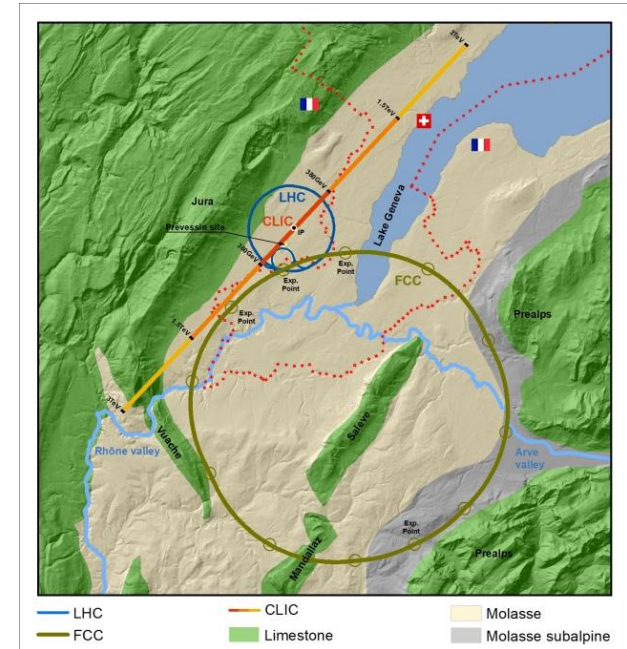 3TeV
1.5TeV
380GeV
Jura
LHC
CLIC
IP
Prevessin site
380GeV
Lake Geneva
Exp.
Point
Exp.
Point
FCC
Exp.
Point
1.5TeV
Prealps
3TeV
Vuache
Salève
Rhône valley
Arve
valley
Exp.
Point
Mandallaz
Prealps
LHC
CLIC
Molasse
FCC
Limestone
Molasse subalpine